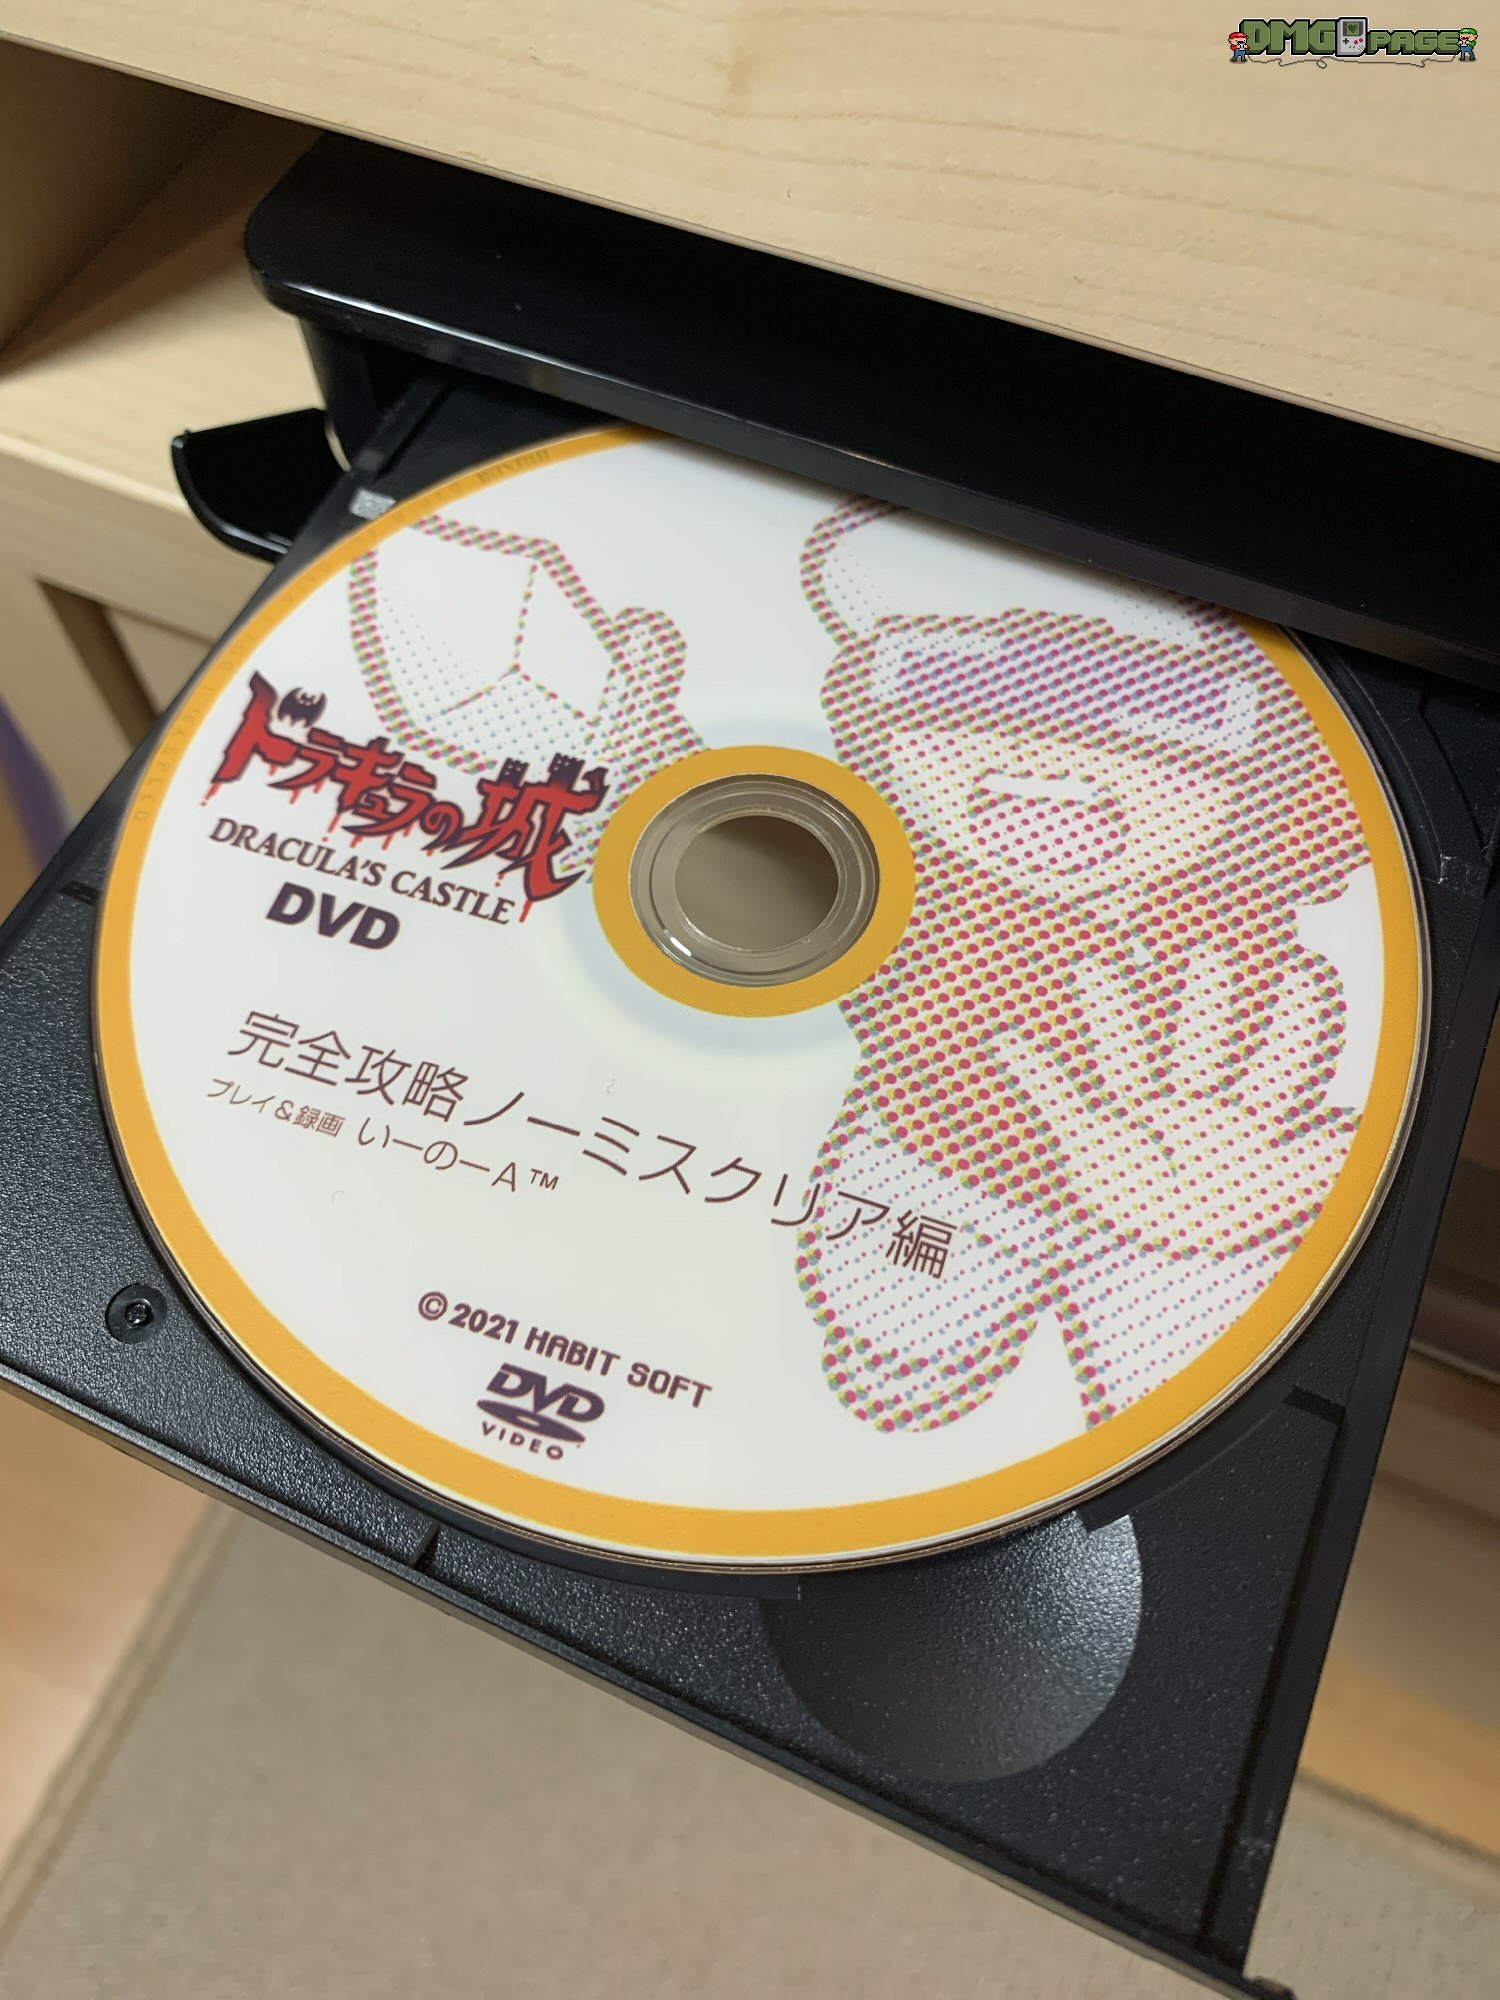 DMG PAGE
ドラキュラの城
DRACULA'S CASTLE
DVD
完全攻略ノーミスクリア編
プレイ&録画 いーのーA™
© 2021 HABIT SOFT
DVD
VIDEO
16X SPEED